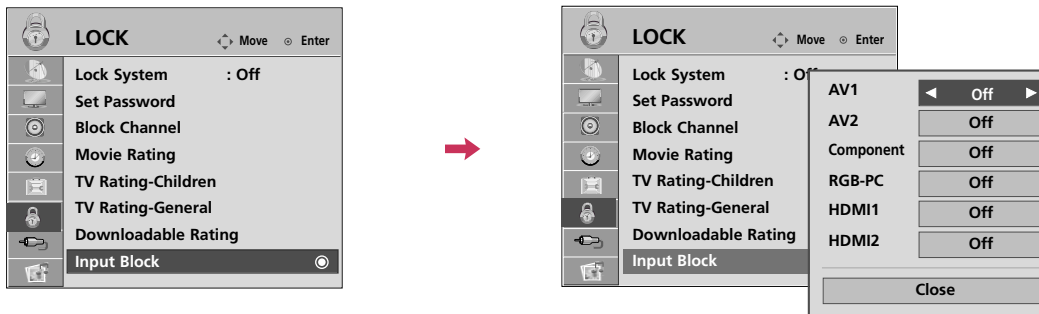 LOCK
Move Enter
Lock System : Off
Set Password
Block Channel
Movie Rating
TV Rating-Children
TV Rating-General
Downloadable Rating
Input Block
LOCK
Move Enter
Lock System
Set Password
Block Channel
Movie Rating
TV Rating-Children
TV Rating-General
Downloadable Rating
Input Block
AV1 ◄ Off ►
AV2 Off
Component Off
RGB-PC Off
HDMI1 Off
HDMI2 Off
Close